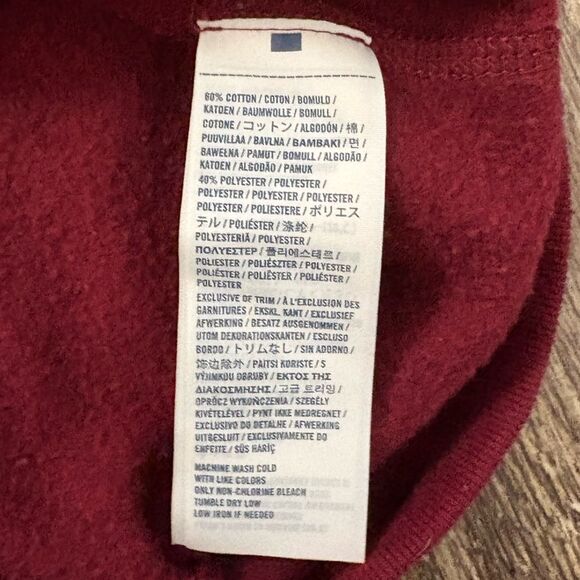 60% COTTON / COTON / BOMULD /
KATOEN / BAUMWOLLE / BOMULL /
COTONE / コットン / ALGODÓN / 棉 /
PUUVILLAA / BAVLNA / ΒΑΜΒΑΚΙ / 면 /
BAWEŁNA / PAMUT / BOMULL / ALGODÃO /
KATOEN / ALGODÃO / PAMUK
40% POLYESTER / POLYESTER /
POLYESTER / POLYESTER / POLYESTER /
POLYESTER / POLIESTERE / ポリエス
テル / POLIÉSTER / 涤纶 /
POLYESTERIÄ / POLYESTER /
ΠΟΛΥΕΣΤΕΡ / 폴리에스테르 /
POLIESTER / POLIÉSZTER / POLYESTER /
POLIÉSTER / POLIËSTER / POLIÉSTER /
POLYESTER
EXCLUSIVE OF TRIM / À L'EXCLUSION DES
GARNITURES / EKSKL. KANT / EXCLUSIEF
AFWERKING / BESATZ AUSGENOMMEN /
UTOM DEKORATIONSKANTEN / ESCLUSO
BORDO / トリムなし / SIN ADORNO /
饰边除外 / PAITSI KORISTE / S
VÝJIMKOU OBRUBY / ΕΚΤΟΣ ΤΗΣ
ΔΙΑΚΟΣΜΗΣΗΣ / 고급 트리밍 /
OPRÓCZ WYKOŃCZENIA / SZEGÉLY
KIVÉTELÉVEL / PYNT IKKE MEDREGNET /
EXCLUSIVO DO DETALHE / AFWERKING
UITGESLUIT / EXCLUSIVAMENTE DO
ENFEITE / SÜS HARİÇ
MACHINE WASH COLD
WITH LIKE COLORS
ONLY NON-CHLORINE BLEACH
TUMBLE DRY LOW
LOW IRON IF NEEDED